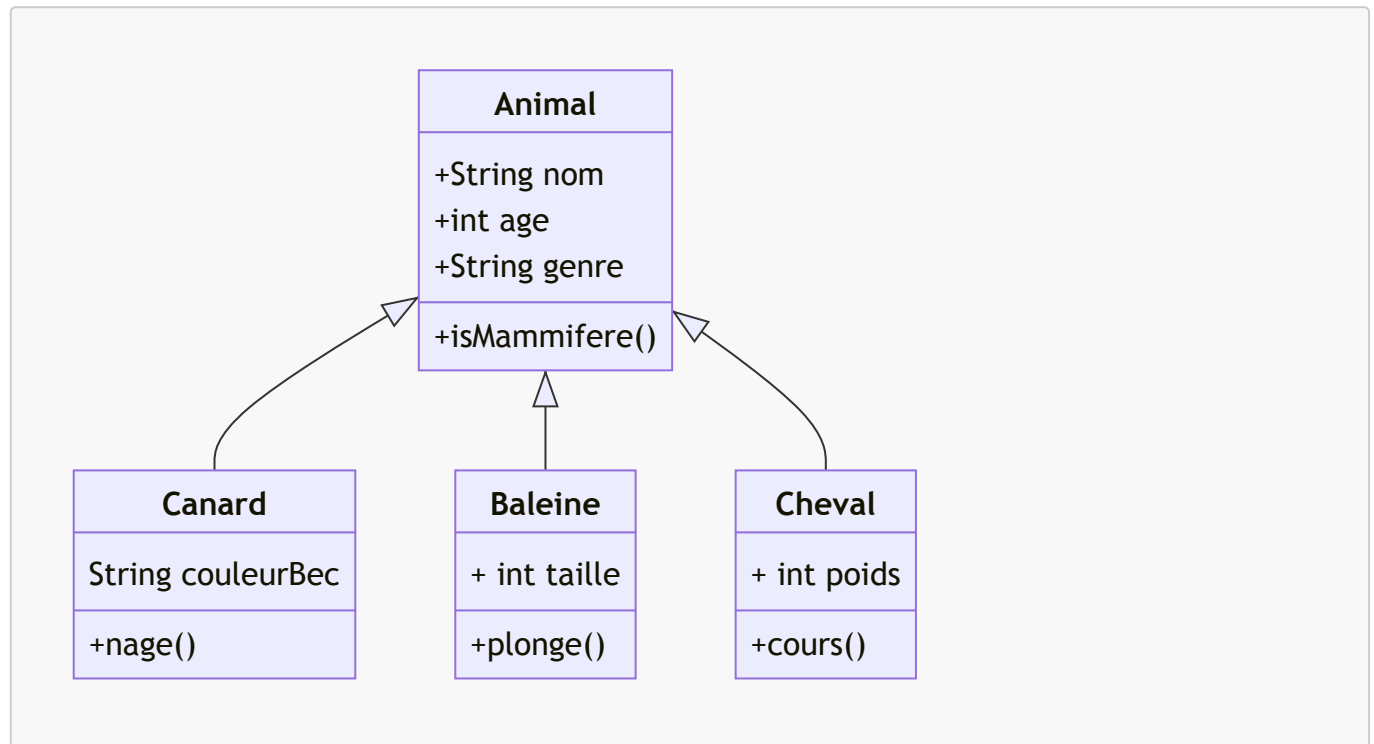 Animal
+String nom
+int age
+String genre
+isMammifere()
Canard
String couleurBec
+nage()
Baleine
+ int taille
+plonge()
Cheval
+ int poids
+cours()